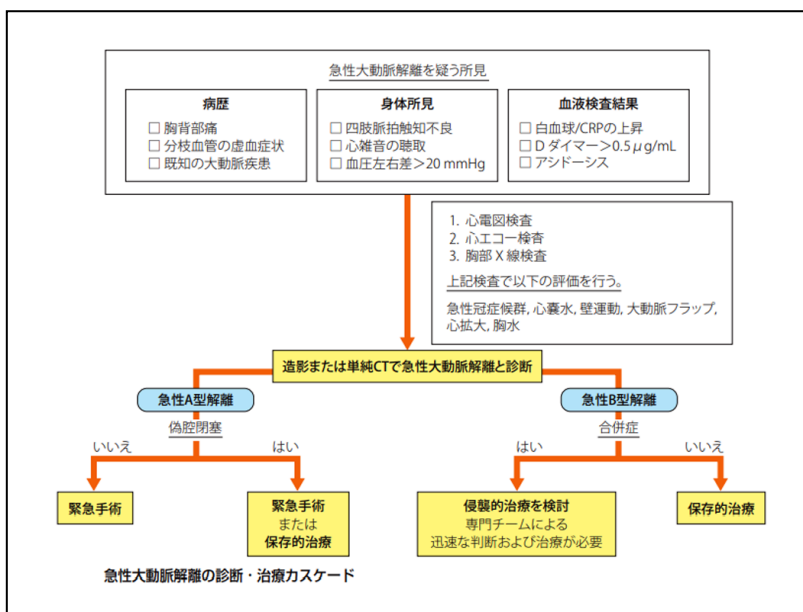 急性大動脈解離を疑う所見
病歴
□ 胸背部痛
□ 分枝血管の虚血症状
□ 既知の大動脈疾患
身体所見
□ 四肢脈拍触知不良
□ 心雑音の聴取
□ 血圧左右差＞20 mmHg
血液検査結果
□ 白血球/CRPの上昇
□ D ダイマー＞0.5μg/mL
□ アシドーシス
1. 心電図検査
2. 心エコー検査
3. 胸部 X 線検査
上記検査で以下の評価を行う。
急性冠症候群, 心嚢水, 壁運動, 大動脈フラップ,
心拡大, 胸水
造影または単純CTで急性大動脈解離と診断
急性A型解離
偽腔閉塞
いいえ
はい
緊急手術
緊急手術
または
保存的治療
急性B型解離
合併症
はい
いいえ
侵襲的治療を検討
専門チームによる
迅速な判断および治療が必要
保存的治療
急性大動脈解離の診断・治療カスケード